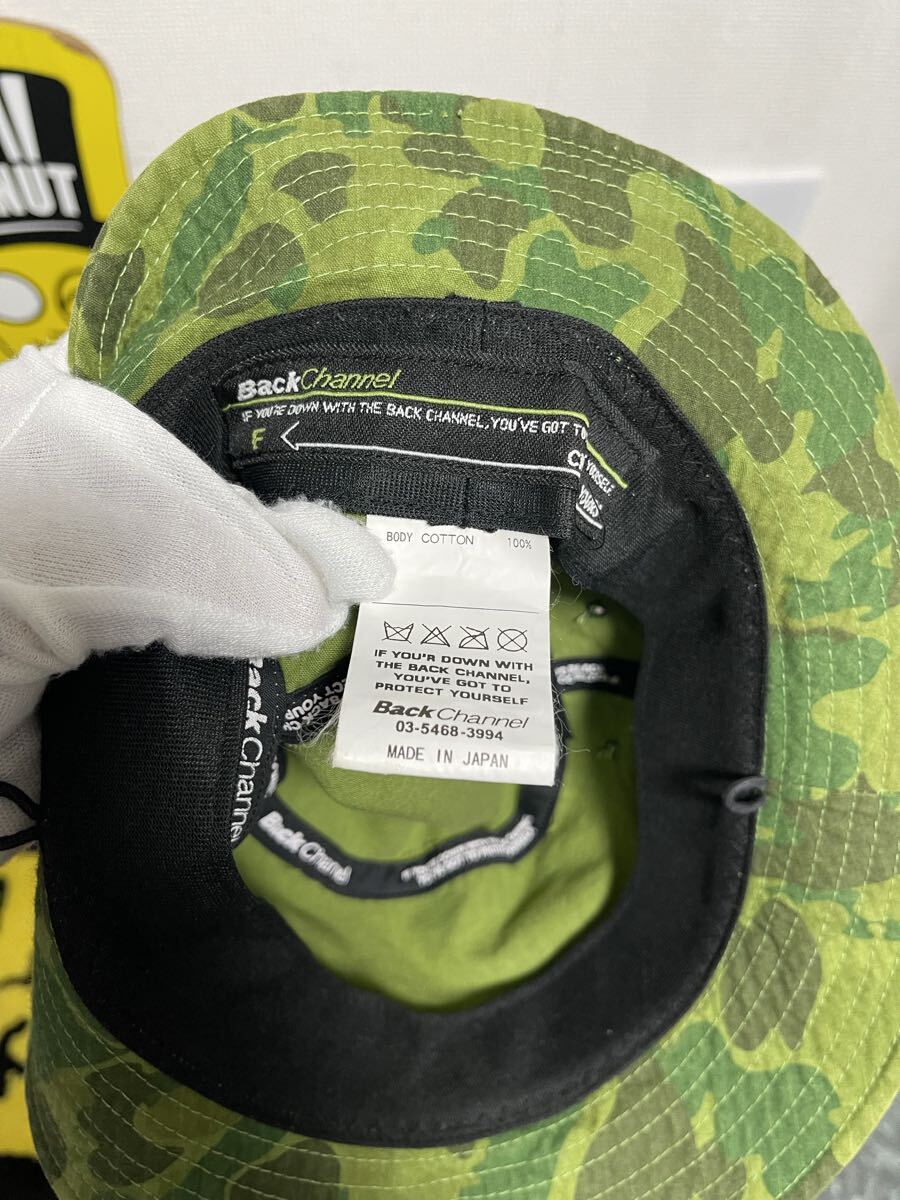 NUT
BackChannel
IF YOU'RE DOWN WITH THE BACK CHANNEL, YOU'VE GOT TO
F
YOURSELF.
BODY COTTON 100%
IF YOU'R DOWN WITH
THE BACK CHANNEL,
YOU'VE GOT TO
PROTECT YOURSELF
BackChannel
03-5468-3994
MADE IN JAPAN
BackChannel
Back Channel